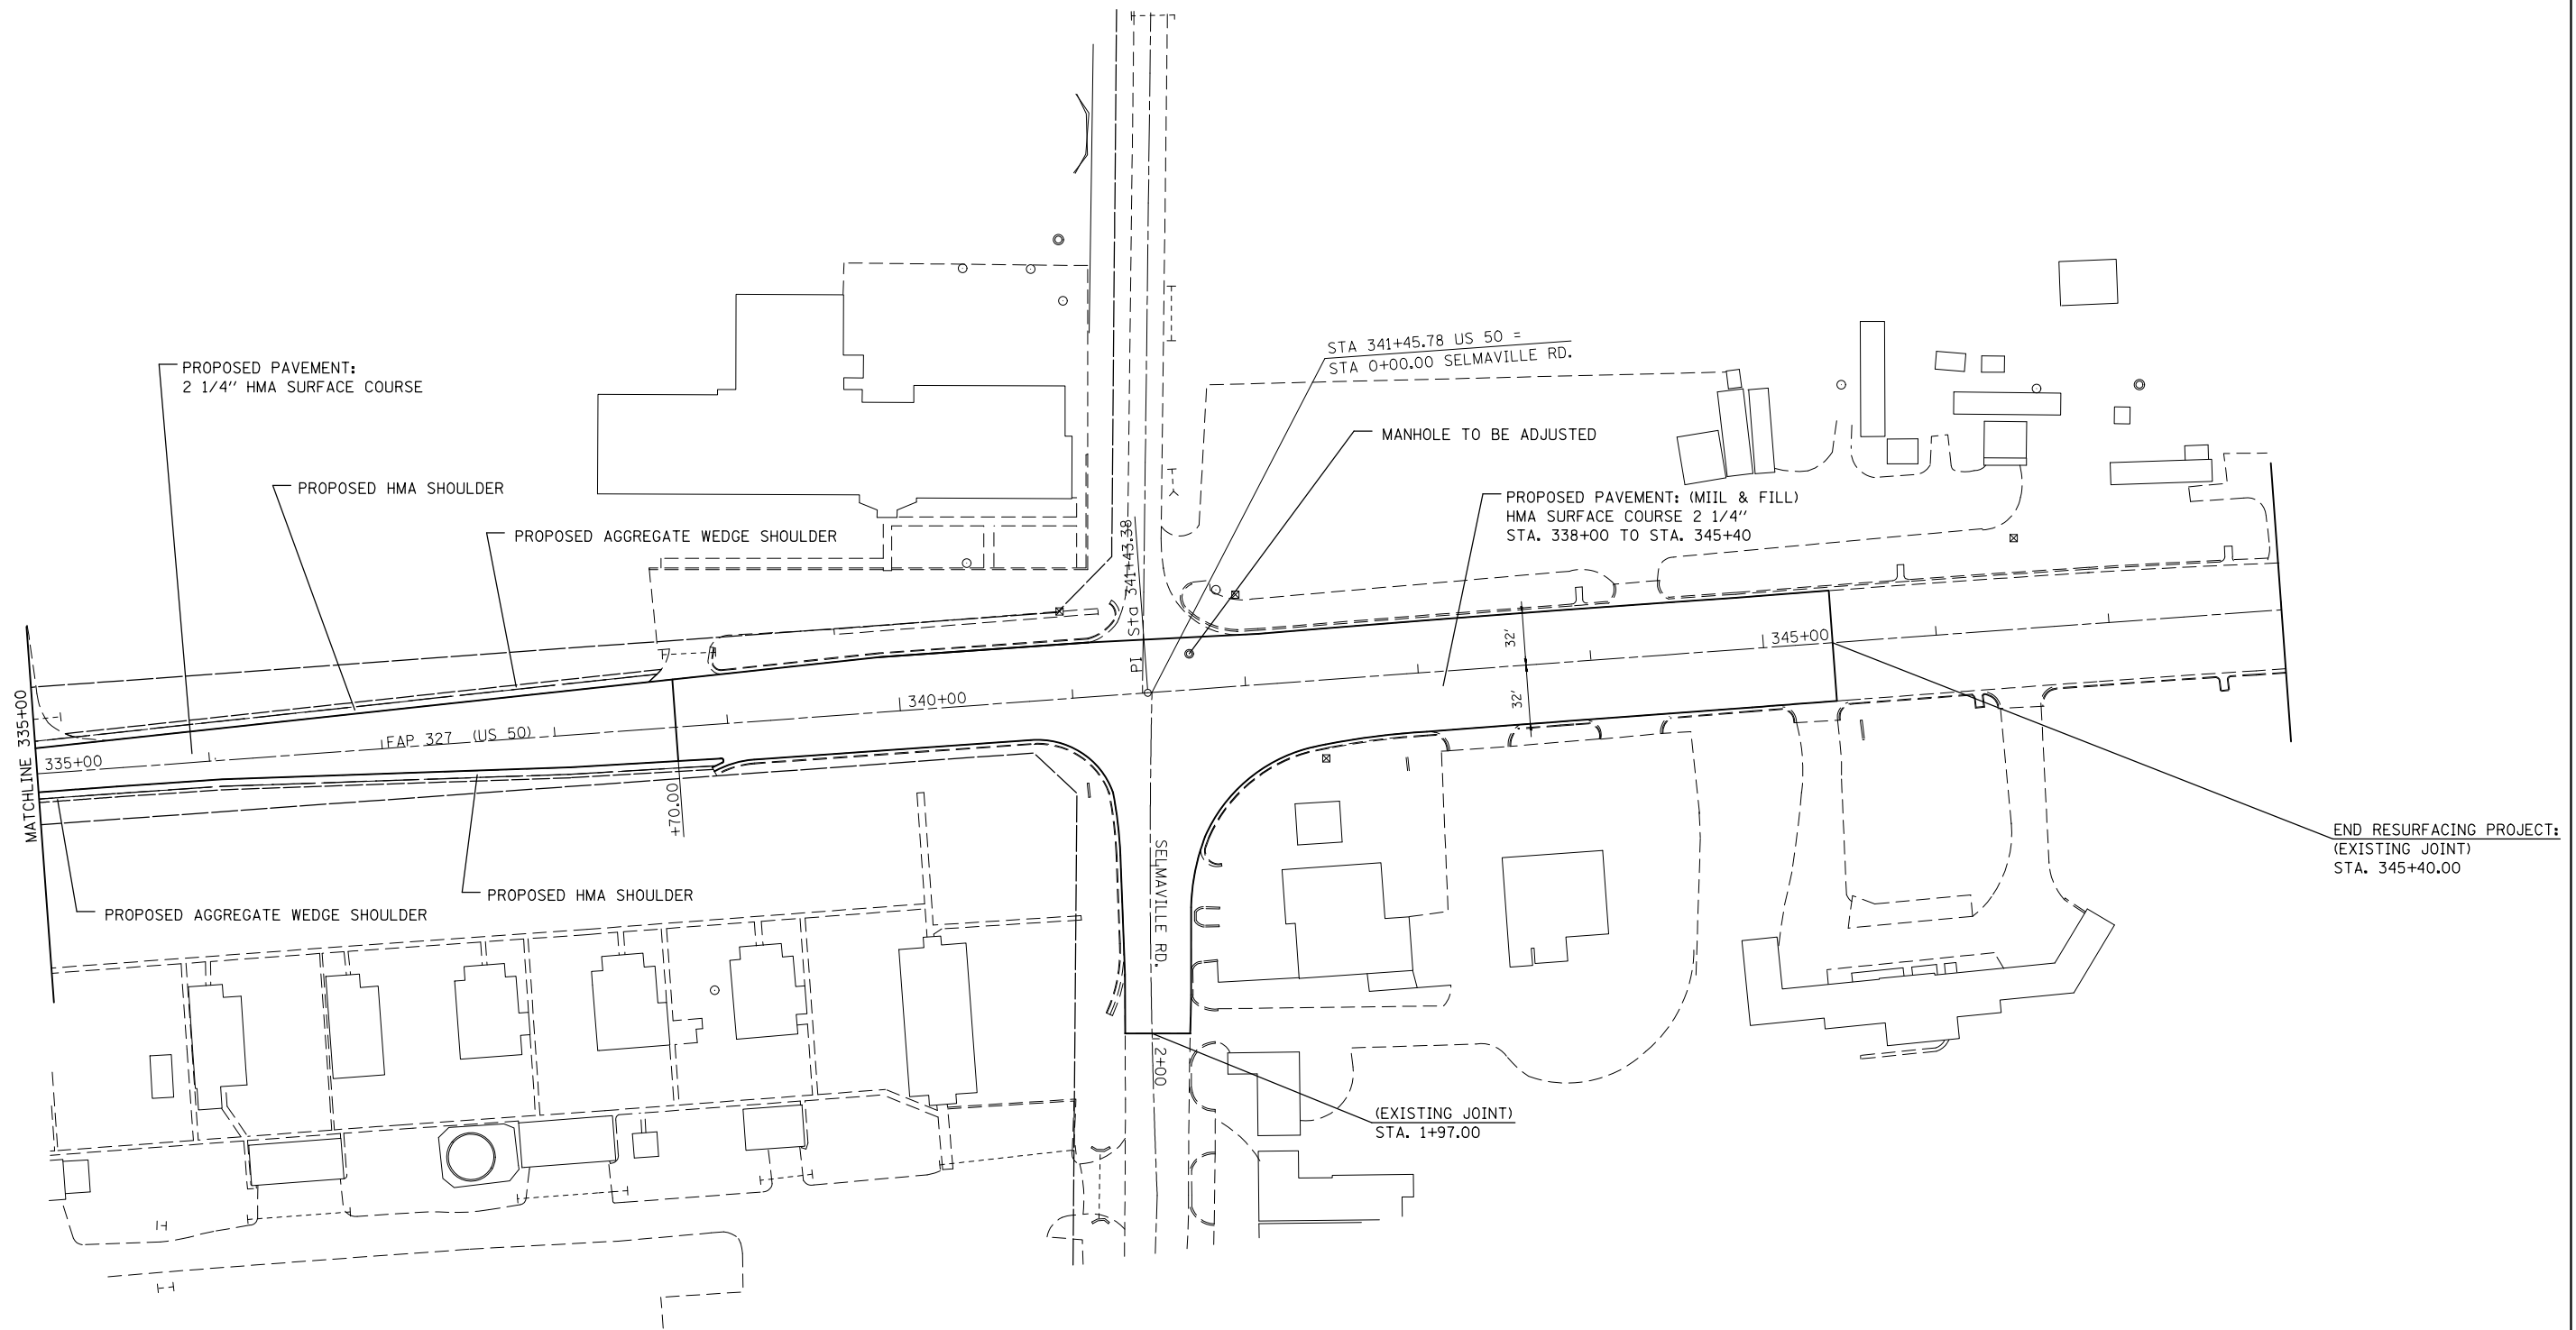 STA 341+45.78 US 50 =
STA 0+00.00 SELMAVILLE RD.
PROPOSED PAVEMENT:
2 1/4" HMA SURFACE COURSE
MANHOLE TO BE ADJUSTED
PROPOSED HMA SHOULDER
PROPOSED PAVEMENT: (MIIL & FILL)
HMA SURFACE COURSE 2 1/4"
STA. 338+00 TO STA. 345+40
PROPOSED AGGREGATE WEDGE SHOULDER
PI Sta 341+43.38
32'
32'
345+00
340+00
FAP 327 (US 50)
335+00
MATCHLINE 335+00
+70.00
END RESURFACING PROJECT:
(EXISTING JOINT)
STA. 345+40.00
PROPOSED HMA SHOULDER
PROPOSED AGGREGATE WEDGE SHOULDER
SELMAVILLE RD.
2+00
(EXISTING JOINT)
STA. 1+97.00